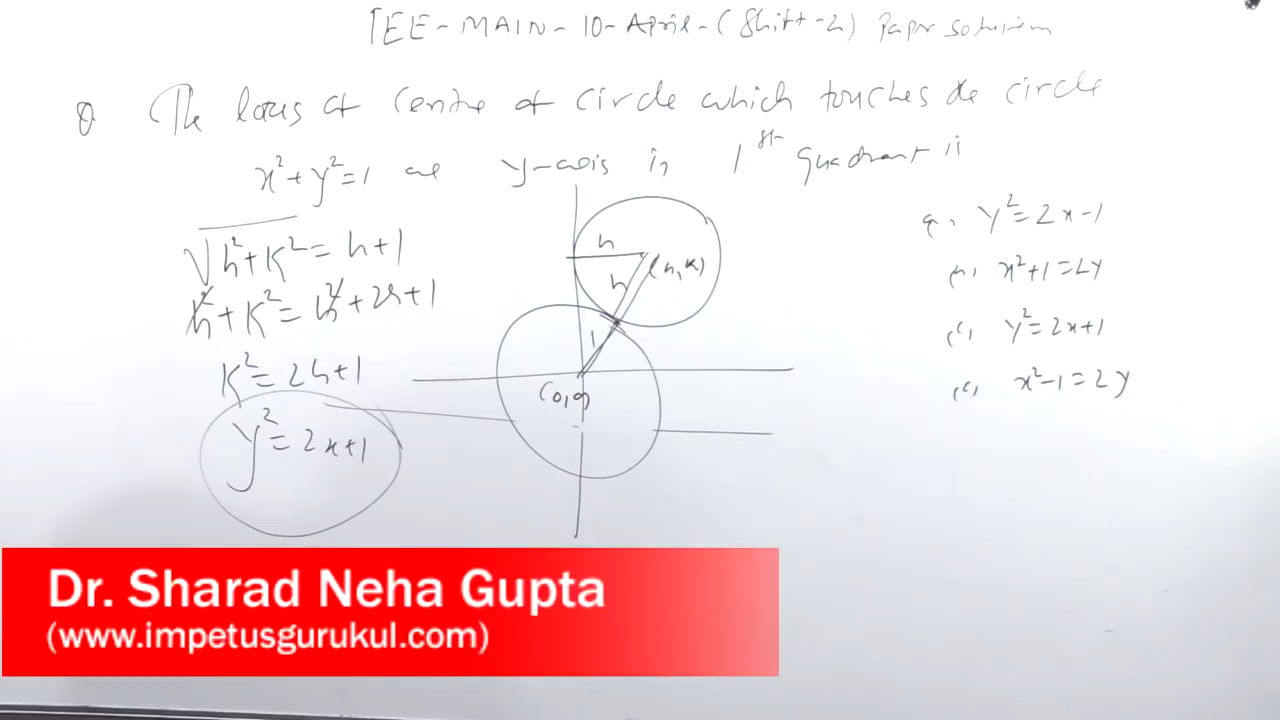 JEE-MAIN-10-April-(Shift-2) Paper solution
Q The locus of centre of circle which touches the circle
x²+y²=1 and y-axis in 1st Quadrant is
√h²+K² = h+1
h²+K² = h²+2h+1
K² = 2h+1
y² = 2x+1
h
(h,K)
h
1
(0,0)
y²=2x-1
x²+1=2y
(c) y²=2x+1
x²-1=2y
Dr. Sharad Neha Gupta
(www.impetusgurukul.com)